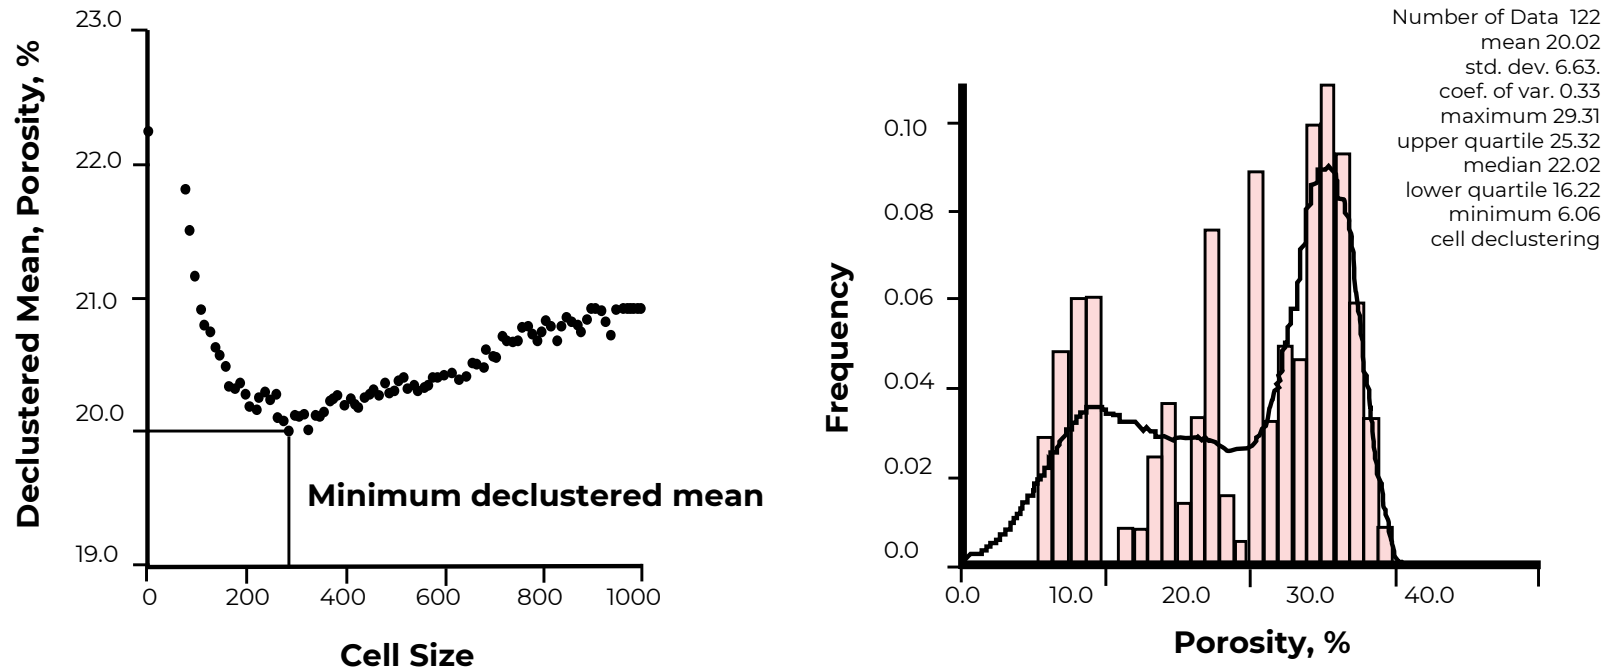 23.0
22.0
21.0
20.0
19.0
Declustered Mean, Porosity, %
Minimum declustered mean
0 200 400 600 800 1000
Cell Size
Number of Data 122
mean 20.02
std. dev. 6.63.
coef. of var. 0.33
maximum 29.31
upper quartile 25.32
median 22.02
lower quartile 16.22
minimum 6.06
cell declustering
0.10
0.08
0.06
0.04
0.02
0.0
Frequency
0.0 10.0 20.0 30.0 40.0
Porosity, %